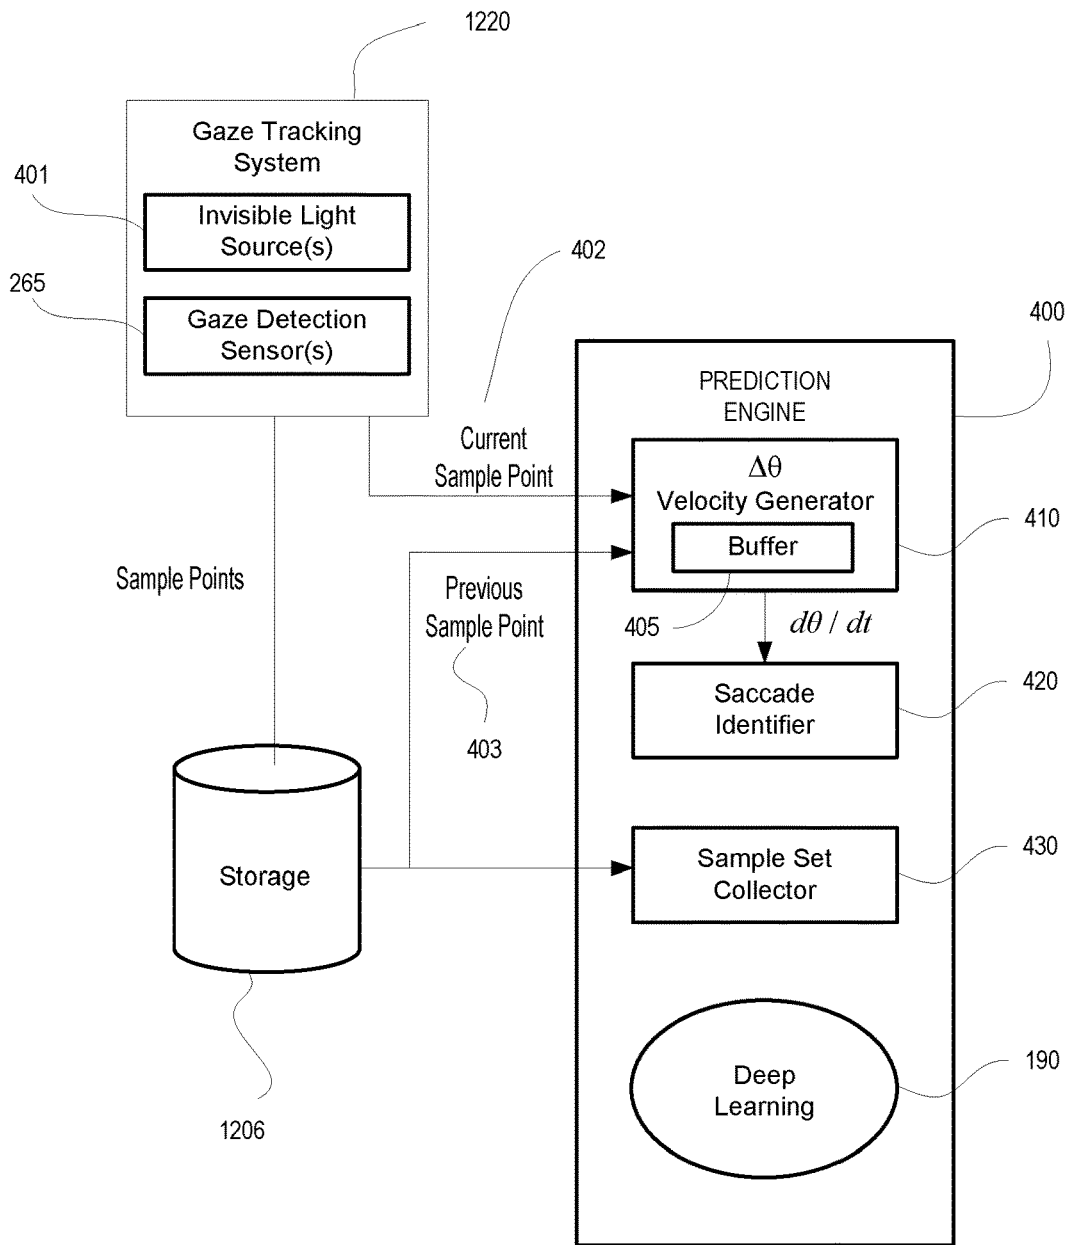 1220
Gaze Tracking
System
401
Invisible Light
Source(s)
265
Gaze Detection
Sensor(s)
402
400
PREDICTION
ENGINE
Current
Sample Point
Δθ
Velocity Generator
Buffer
410
Sample Points
Previous
Sample Point
405
dθ / dt
403
Saccade
Identifier
420
Storage
Sample Set
Collector
430
1206
Deep
Learning
190